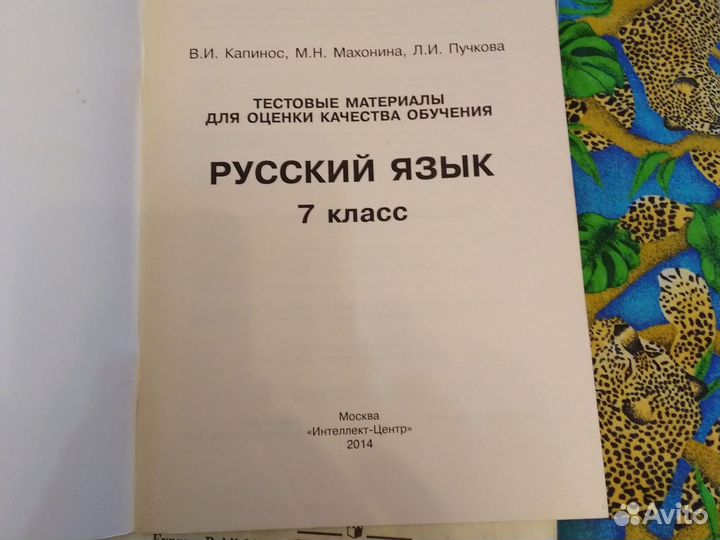 В.И. Капинос, М.Н. Махонина, Л.И. Пучкова
ТЕСТОВЫЕ МАТЕРИАЛЫ
ДЛЯ ОЦЕНКИ КАЧЕСТВА ОБУЧЕНИЯ
РУССКИЙ ЯЗЫК
7 класс
Москва
«Интеллект-Центр»
2014
Avito